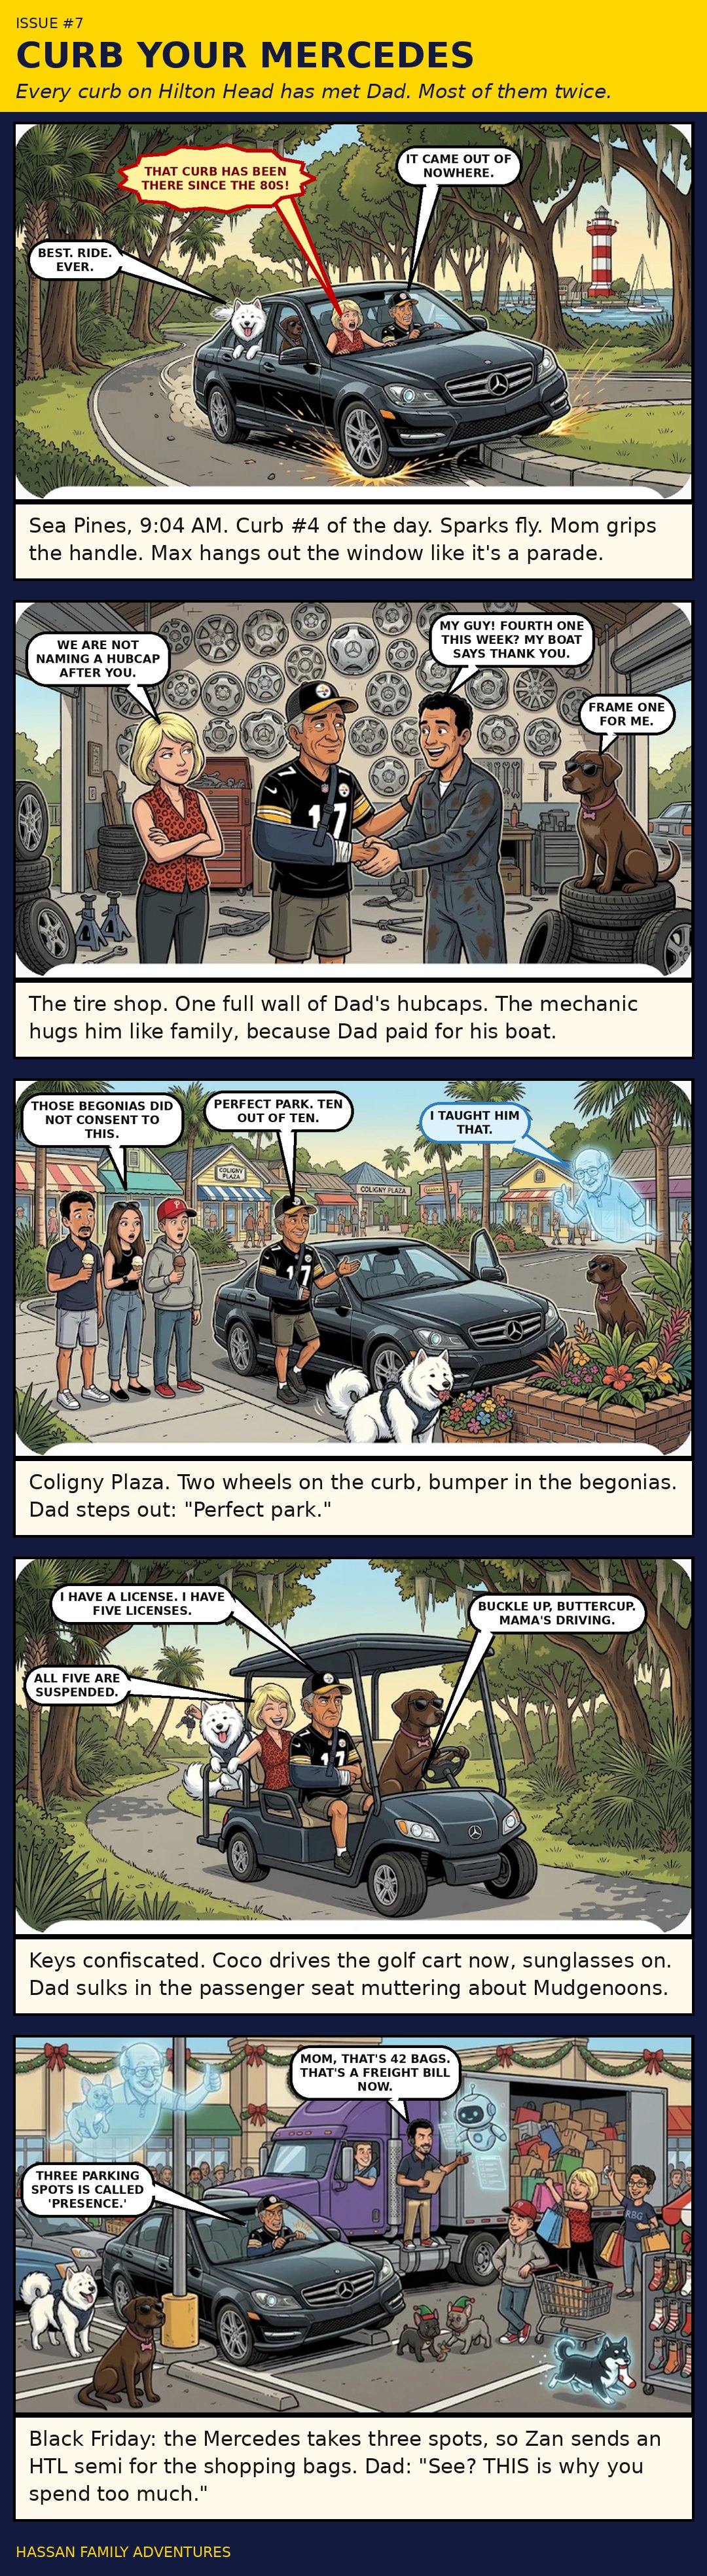 ISSUE #7
CURB YOUR MERCEDES
Every curb on Hilton Head has met Dad. Most of them twice.
THAT CURB HAS BEEN
THERE SINCE THE 80S!
IT CAME OUT OF
NOWHERE.
BEST. RIDE.
EVER.
Sea Pines, 9:04 AM. Curb #4 of the day. Sparks fly. Mom grips
the handle. Max hangs out the window like it's a parade.
WE ARE NOT
NAMING A HUBCAP
AFTER YOU.
MY GUY! FOURTH ONE
THIS WEEK? MY BOAT
SAYS THANK YOU.
FRAME ONE
FOR ME.
17
The tire shop. One full wall of Dad's hubcaps. The mechanic
hugs him like family, because Dad paid for his boat.
THOSE BEGONIAS DID
NOT CONSENT TO
THIS.
PERFECT PARK. TEN
OUT OF TEN.
I TAUGHT HIM
THAT.
COLIGNY
PLAZA
COLIGNY PLAZA
17
Coligny Plaza. Two wheels on the curb, bumper in the begonias.
Dad steps out: "Perfect park."
I HAVE A LICENSE. I HAVE
FIVE LICENSES.
BUCKLE UP, BUTTERCUP.
MAMA'S DRIVING.
ALL FIVE ARE
SUSPENDED.
17
Keys confiscated. Coco drives the golf cart now, sunglasses on.
Dad sulks in the passenger seat muttering about Mudgenoons.
MOM, THAT'S 42 BAGS.
THAT'S A FREIGHT BILL
NOW.
THREE PARKING
SPOTS IS CALLED
'PRESENCE.'
RBG
Black Friday: the Mercedes takes three spots, so Zan sends an
HTL semi for the shopping bags. Dad: "See? THIS is why you
spend too much."
HASSAN FAMILY ADVENTURES